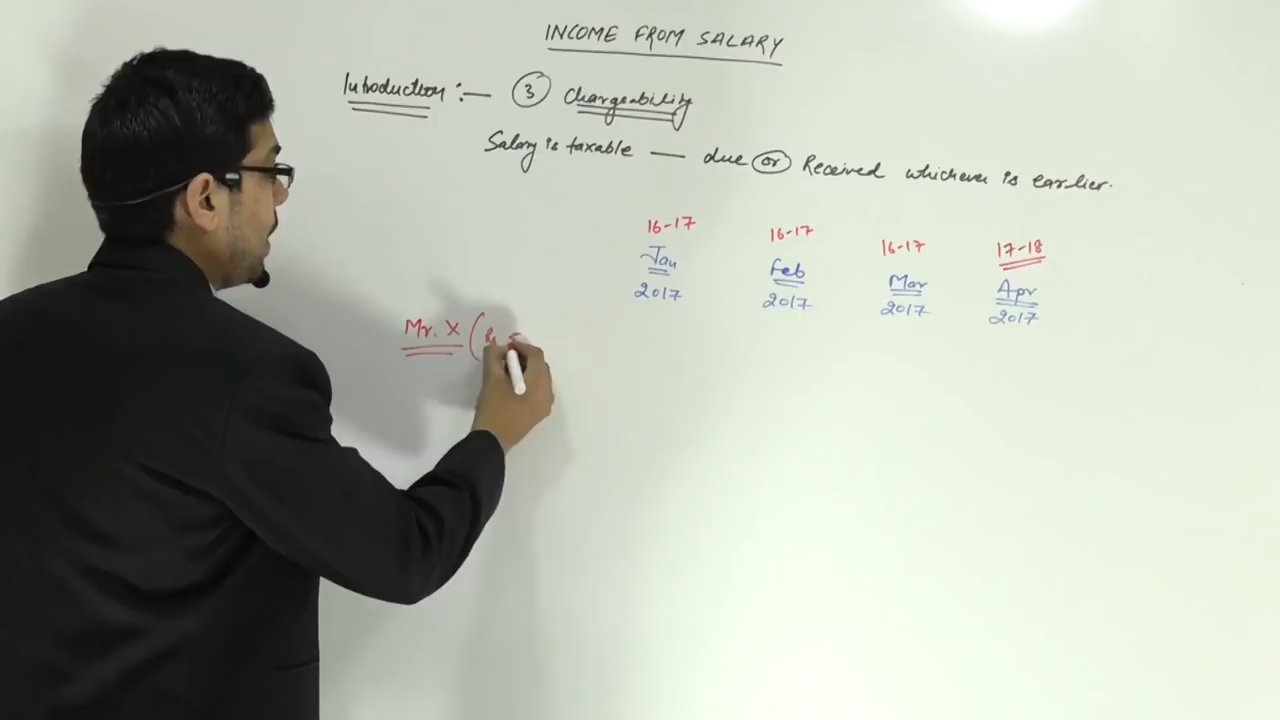 INCOME FROM SALARY
Introduction :— ③ Chargeability
Salary is taxable — due or Received whichever is earlier.
16-17 16-17 16-17 17-18
Jan Feb Mar Apr
2017 2017 2017 2017
Mr. X (